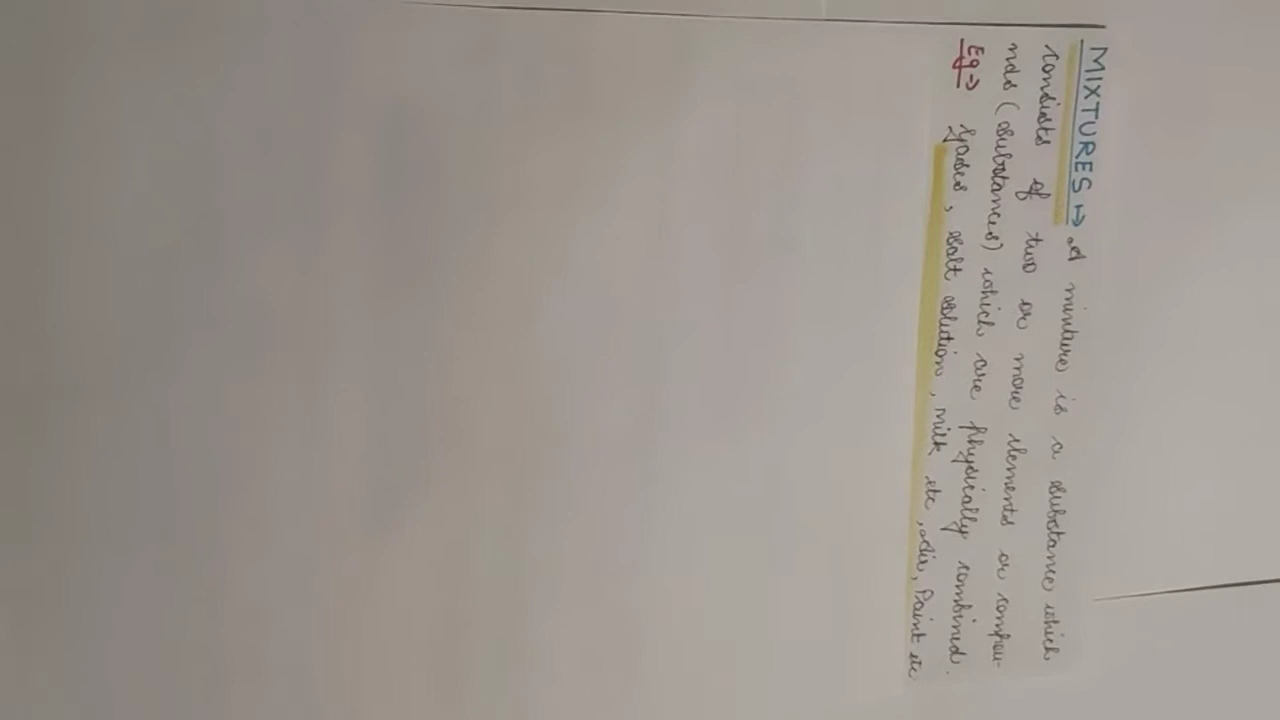 MIXTURES ↦ A mixture is a substance which
consists of two or more elements or compou-
nds (substances) which are physically combined.
Eg → gases, salt solution, milk etc, air, Paint etc